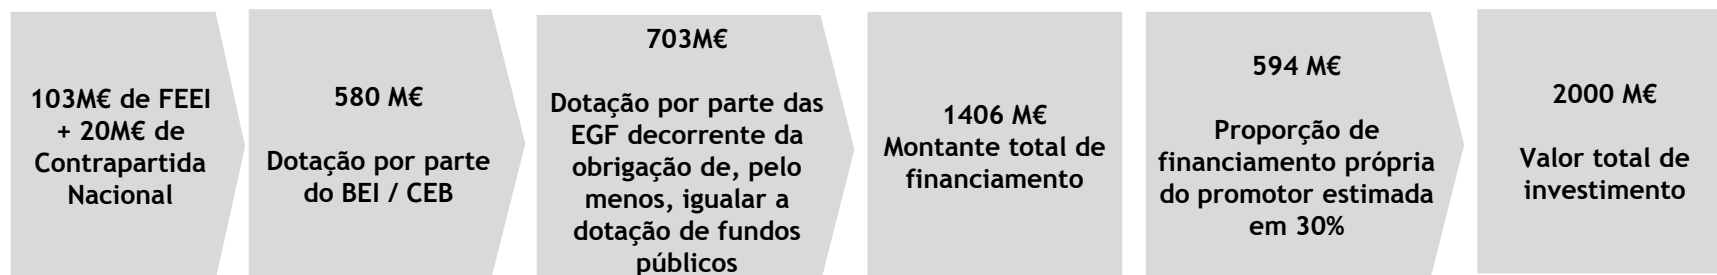 103M€ de FEEI
+ 20M€ de
Contrapartida
Nacional
580 M€
Dotação por parte
do BEI / CEB
703M€
Dotação por parte das
EGF decorrente da
obrigação de, pelo
menos, igualar a
dotação de fundos
públicos
1406 M€
Montante total de
financiamento
594 M€
Proporção de
financiamento própria
do promotor estimada
em 30%
2000 M€
Valor total de
investimento